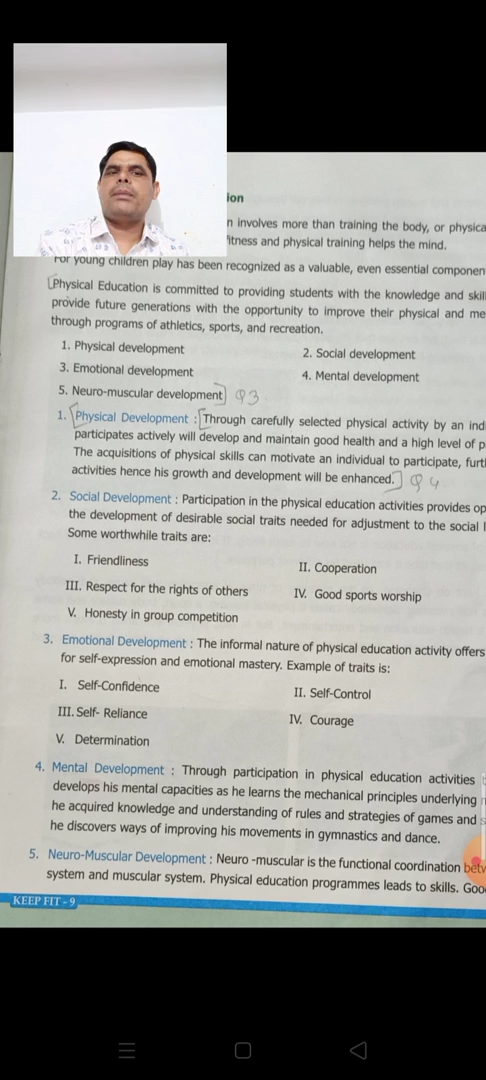 ion
n involves more than training the body, or physica
itness and physical training helps the mind.
For young children play has been recognized as a valuable, even essential componen
[Physical Education is committed to providing students with the knowledge and skil
provide future generations with the opportunity to improve their physical and me
through programs of athletics, sports, and recreation.
1. Physical development
2. Social development
3. Emotional development
4. Mental development
5. Neuro-muscular development] Q3
1. [Physical Development : [Through carefully selected physical activity by an ind
participates actively will develop and maintain good health and a high level of p
The acquisitions of physical skills can motivate an individual to participate, furt
activities hence his growth and development will be enhanced.] Q4
2. Social Development : Participation in the physical education activities provides op
the development of desirable social traits needed for adjustment to the social l
Some worthwhile traits are:
I. Friendliness
II. Cooperation
III. Respect for the rights of others
IV. Good sports worship
V. Honesty in group competition
3. Emotional Development : The informal nature of physical education activity offers
for self-expression and emotional mastery. Example of traits is:
I. Self-Confidence
II. Self-Control
III. Self- Reliance
IV. Courage
V. Determination
4. Mental Development : Through participation in physical education activities
develops his mental capacities as he learns the mechanical principles underlying
he acquired knowledge and understanding of rules and strategies of games and
he discovers ways of improving his movements in gymnastics and dance.
5. Neuro-Muscular Development : Neuro -muscular is the functional coordination betw
system and muscular system. Physical education programmes leads to skills. Goo
KEEP FIT - 9